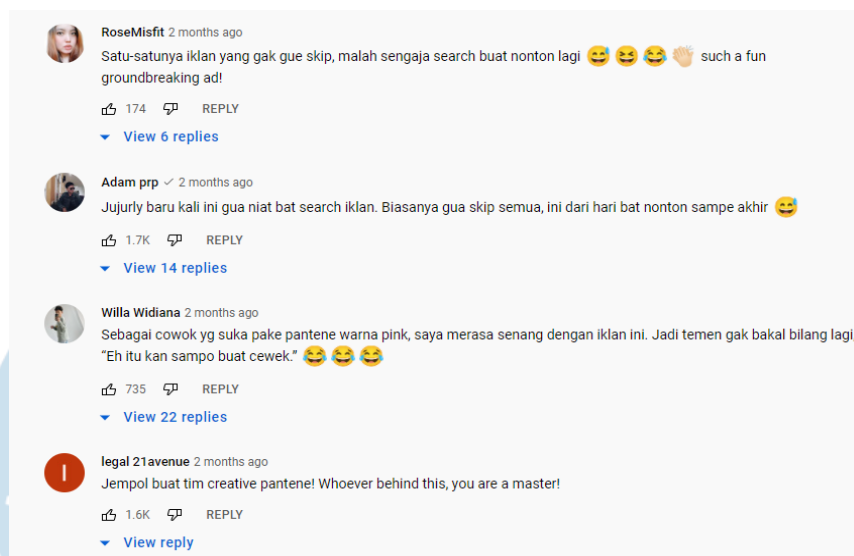 RoseMisfit 2 months ago
Satu-satunya iklan yang gak gue skip, malah sengaja search buat nonton lagi 😅 😆 😂 👏🏻 such a fun
groundbreaking ad!
174 REPLY
View 6 replies
Adam prp ✓ 2 months ago
Jujurly baru kali ini gua niat bat search iklan. Biasanya gua skip semua, ini dari hari bat nonton sampe akhir 😅
1.7K REPLY
View 14 replies
Willa Widiana 2 months ago
Sebagai cowok yg suka pake pantene warna pink, saya merasa senang dengan iklan ini. Jadi temen gak bakal bilang lagi,
“Eh itu kan sampo buat cewek.” 😂 😂 😂
735 REPLY
View 22 replies
I
legal 21avenue 2 months ago
Jempol buat tim creative pantene! Whoever behind this, you are a master!
1.6K REPLY
View reply